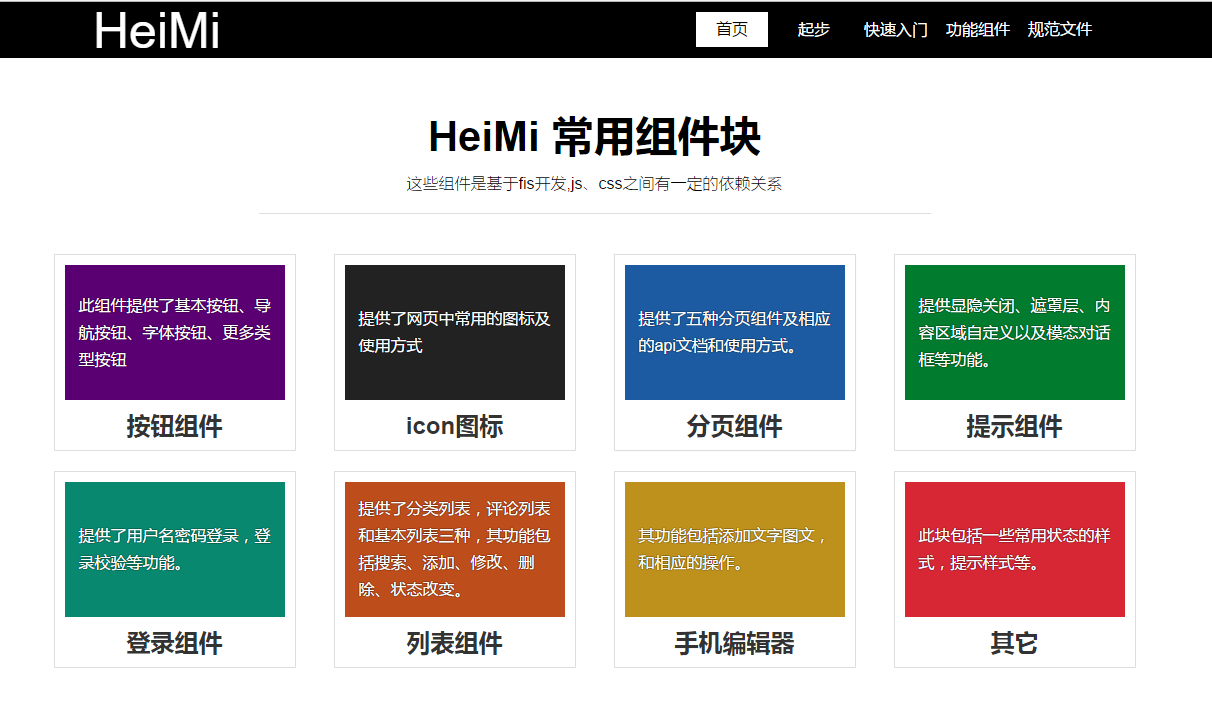 HeiMi
首页 起步 快速入门 功能组件 规范文件
HeiMi 常用组件块
这些组件是基于fis开发,js、css之间有一定的依赖关系
此组件提供了基本按钮、导
航按钮、字体按钮、更多类
型按钮
按钮组件
提供了网页中常用的图标及
使用方式
icon图标
提供了五种分页组件及相应
的api文档和使用方式。
分页组件
提供显隐关闭、遮罩层、内
容区域自定义以及模态对话
框等功能。
提示组件
提供了用户名密码登录，登
录校验等功能。
登录组件
提供了分类列表，评论列表
和基本列表三种，其功能包
括搜索、添加、修改、删
除、状态改变。
列表组件
其功能包括添加文字图文，
和相应的操作。
手机编辑器
此块包括一些常用状态的样
式，提示样式等。
其它